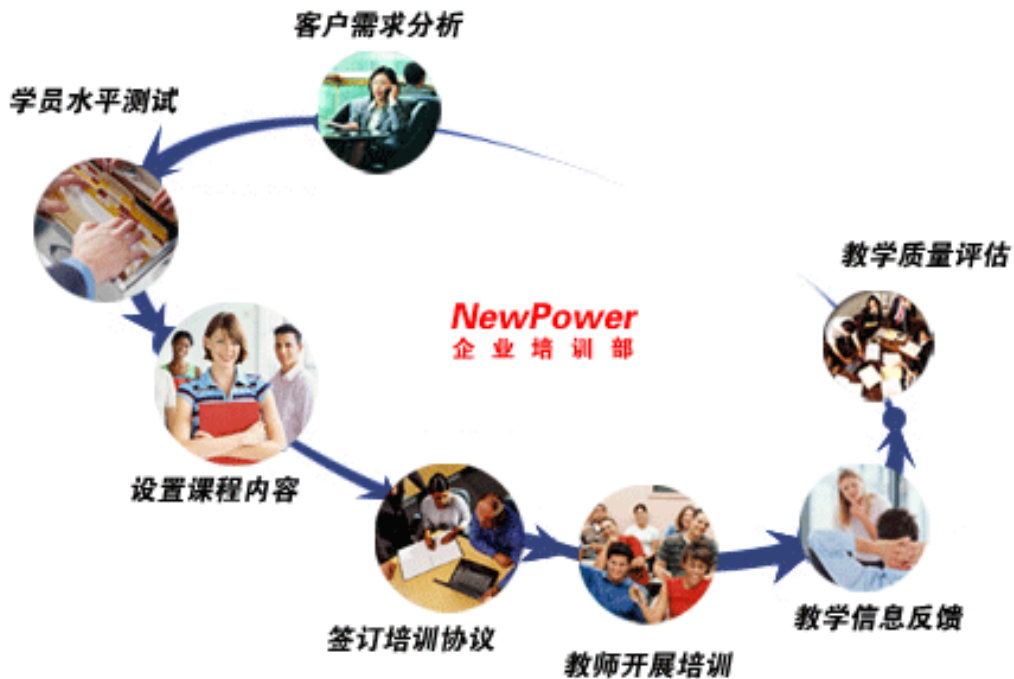 客户需求分析
学员水平测试
教学质量评估
NewPower
企业培训部
设置课程内容
签订培训协议
教师开展培训
教学信息反馈